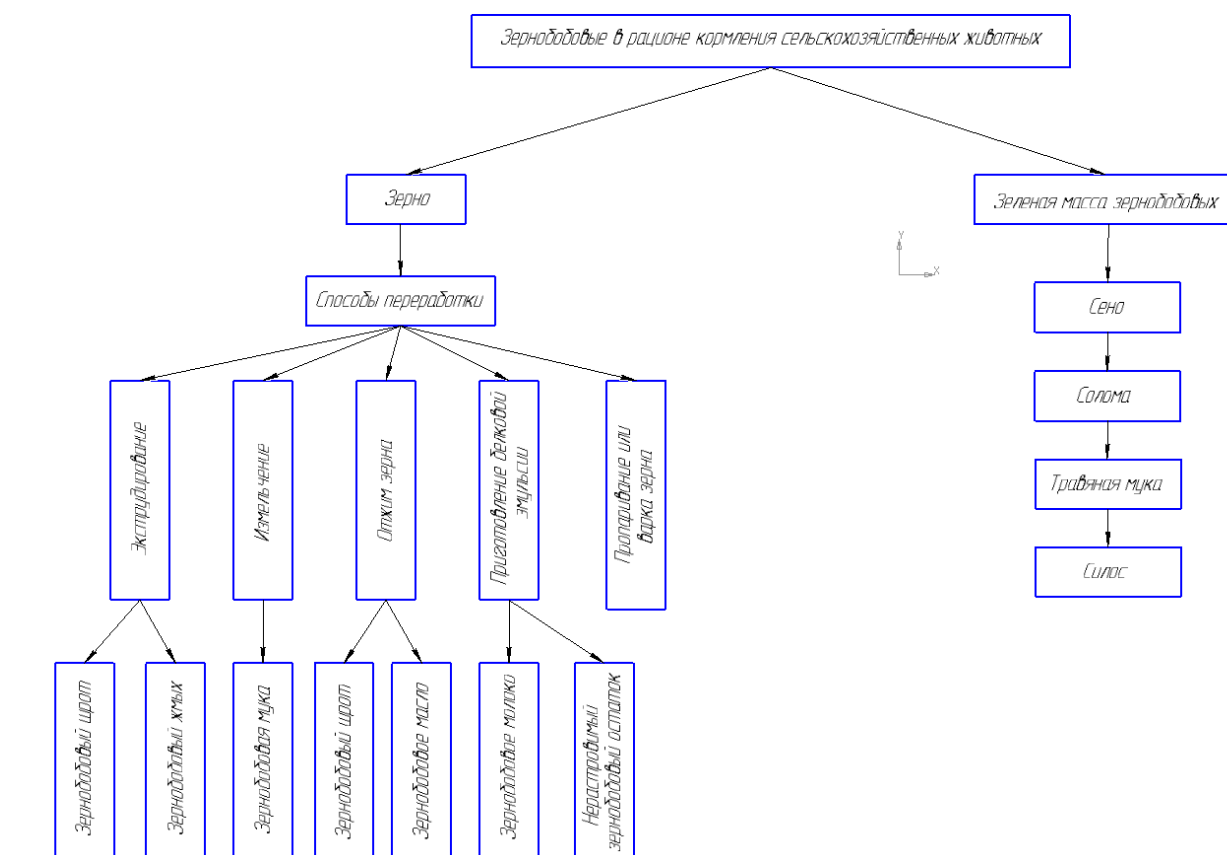 Зернобобовые в рационе кормления сельскохозяйственных животных
Зерно
Зеленая масса зернобобовых
Y
X
Способы переработки
Сено
Солома
Травяная мука
Силос
Экструдирование
Измельчение
Отжим зерна
Приготовление белковой
эмульсии
Пропаривание или
варка зерна
Зернобобовый шрот
Зернобобовый жмых
Зернобобовая мука
Зернобобовый шрот
Зернобобовое масло
Зернобобовое молоко
Нерастровимый
зернобобовый остаток